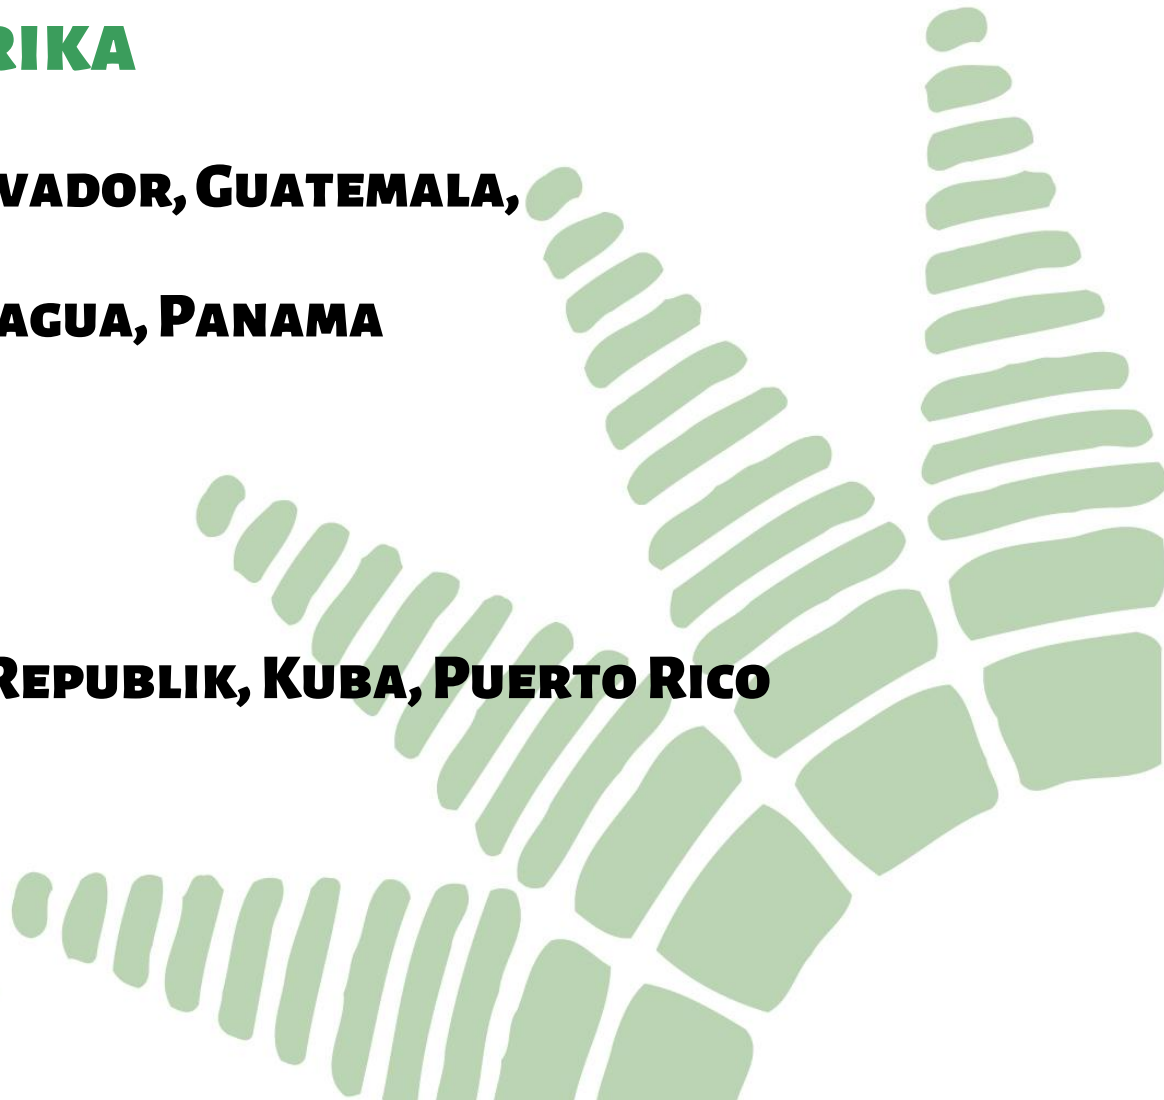 RIKA
VADOR, GUATEMALA,
AGUA, PANAMA
REPUBLIK, KUBA, PUERTO RICO